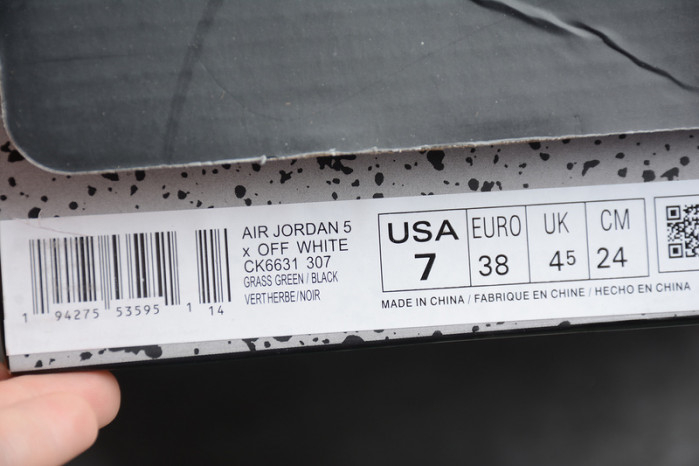 AIR JORDAN 5
x OFF WHITE
CK6631 307
GRASS GREEN / BLACK
VERTHERBE/NOIR
1 94275 53595 1 14
USA EURO UK CM
7 38 45 24
MADE IN CHINA / FABRIQUE EN CHINE / HECHO EN CHINA